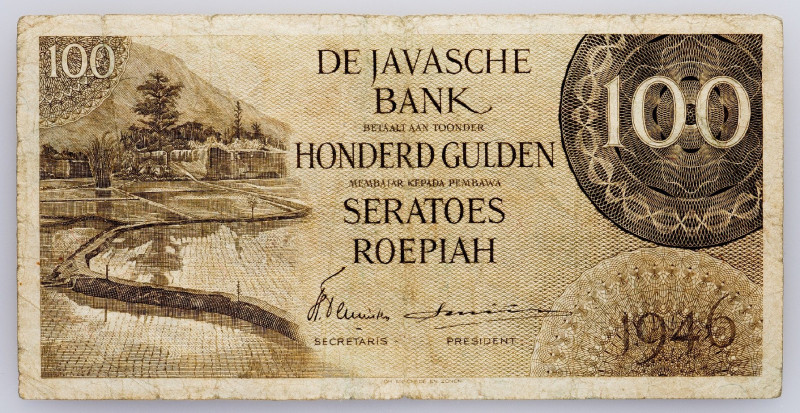 100
DE JAVASCHE
BANK
BETAALT AAN TOONDER
HONDERD GULDEN
MEMBAJAR KEPADA PEMBAWA
SERATOES
ROEPIAH
100
SECRETARIS PRESIDENT
1946